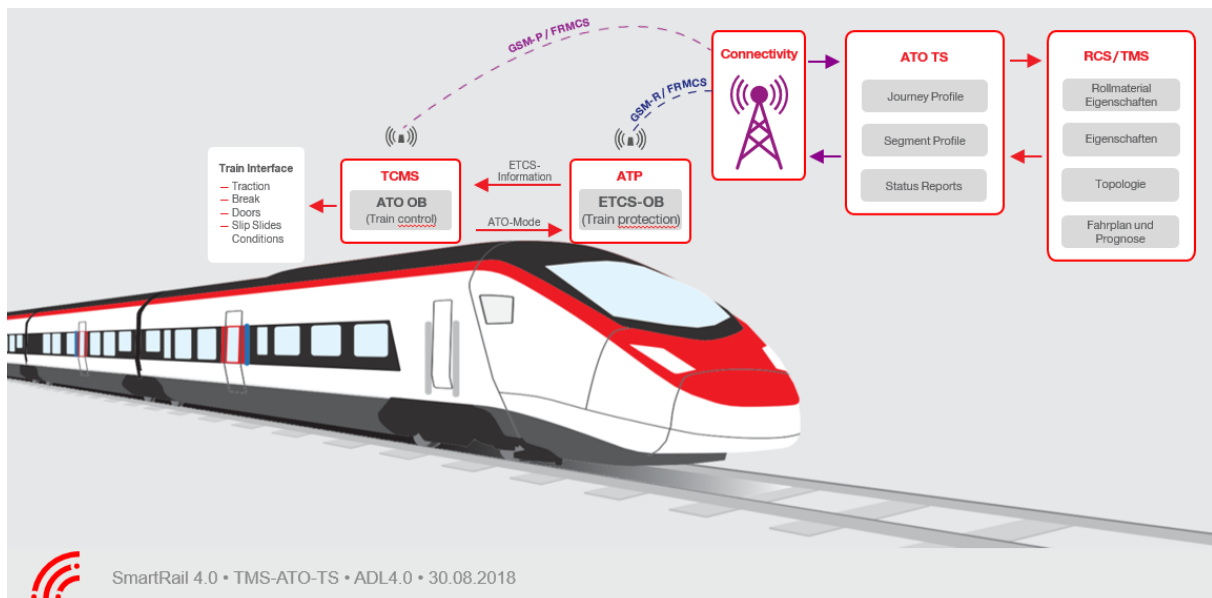 GSM-P / FRMCS
GSM-R / FRMCS
Connectivity
ATO TS
Journey Profile
Segment Profile
Status Reports
RCS / TMS
Rollmaterial
Eigenschaften
Eigenschaften
Topologie
Fahrplan und
Prognose
Train Interface
— Traction
— Break
— Doors
— Slip Slides
Conditions
TCMS
ATO OB
(Train control)
ETCS-
Information
ATO-Mode
ATP
ETCS-OB
(Train protection)
SmartRail 4.0 • TMS-ATO-TS • ADL4.0 • 30.08.2018